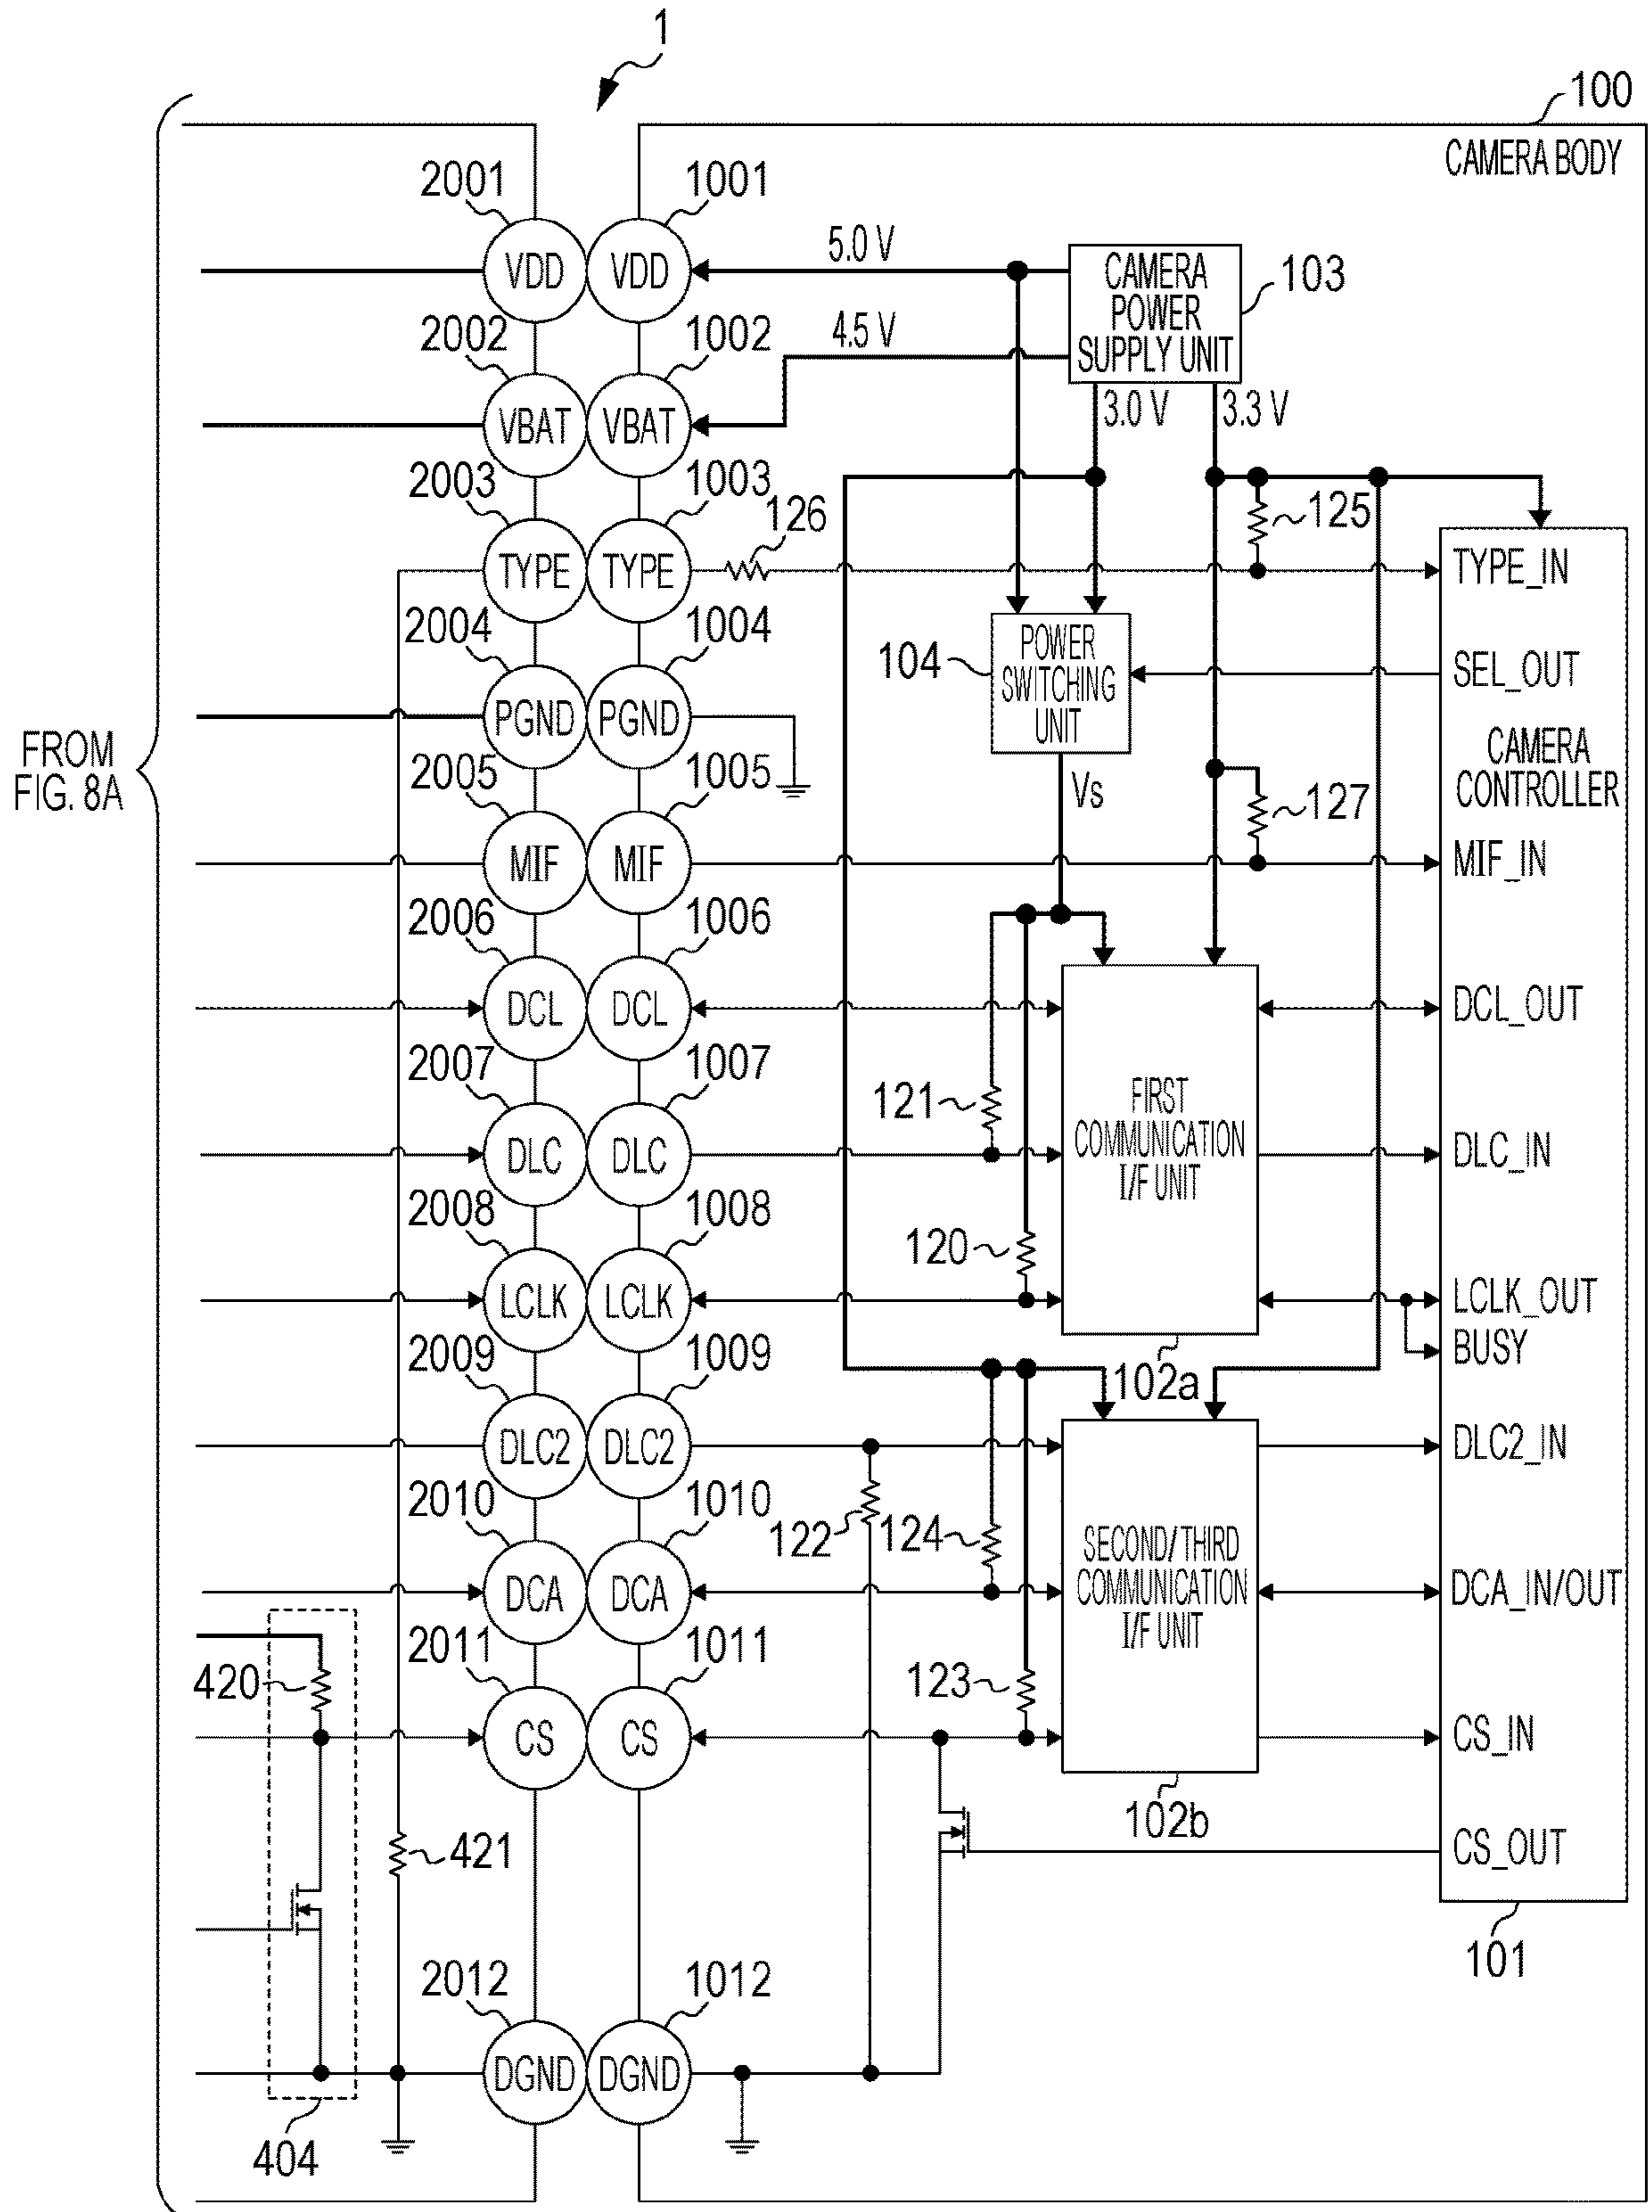 1
100
CAMERA BODY
2001
1001
VDD
VDD
5.0 V
CAMERA
POWER
SUPPLY UNIT
103
2002
1002
4.5 V
VBAT
VBAT
3.0 V
3.3 V
2003
1003
126
125
TYPE
TYPE
TYPE_IN
2004
1004
104
POWER
SWITCHING
UNIT
SEL_OUT
PGND
PGND
FROM
FIG. 8A
2005
1005
Vs
127
CAMERA
CONTROLLER
MIF
MIF
MIF_IN
2006
1006
DCL
DCL
DCL_OUT
2007
1007
121
FIRST
COMMUNICATION
I/F UNIT
DLC
DLC
DLC_IN
2008
1008
120
LCLK
LCLK
LCLK_OUT
BUSY
2009
1009
102a
DLC2
DLC2
DLC2_IN
2010
1010
122
124
SECOND/THIRD
COMMUNICATION
I/F UNIT
DCA
DCA
DCA_IN/OUT
2011
1011
420
123
CS
CS
CS_IN
102b
421
CS_OUT
101
2012
1012
DGND
DGND
404